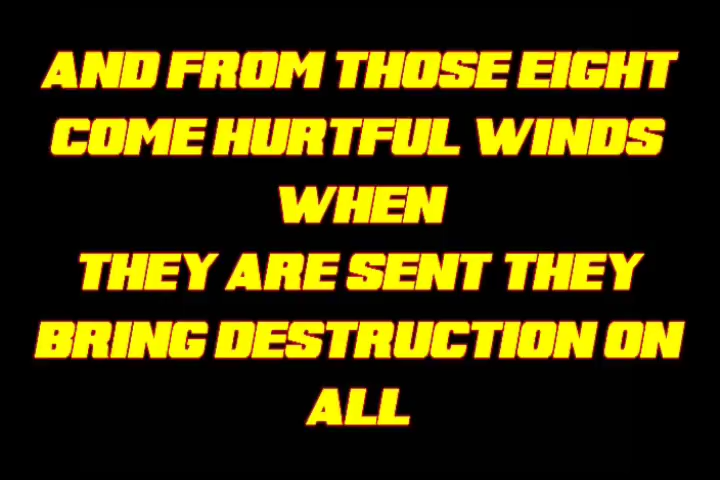 AND FROM THOSE EIGHT
COME HURTFUL WINDS
WHEN
THEY ARE SENT THEY
BRING DESTRUCTION ON
ALL